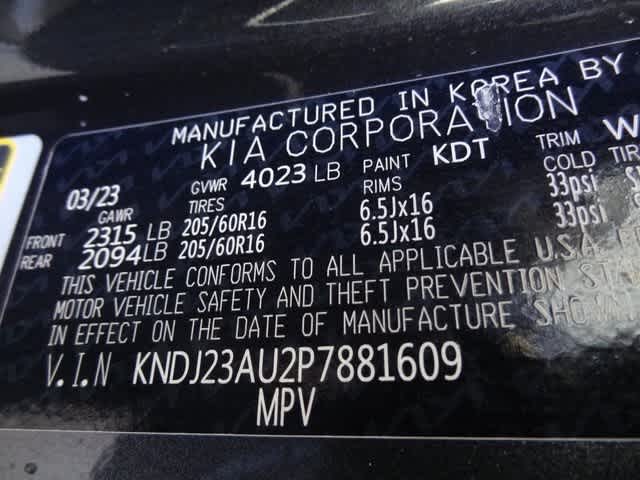 MANUFACTURED IN KOREA BY
KIA CORPORATION
03/23 GVWR 4023 LB PAINT KDT TRIM
GAWR TIRES RIMS COLD
FRONT 2315 LB 205/60R16 6.5Jx16 33psi
REAR 2094 LB 205/60R16 6.5Jx16 33psi
THIS VEHICLE CONFORMS TO ALL APPLICABLE U.S.A.
MOTOR VEHICLE SAFETY AND THEFT PREVENTION
IN EFFECT ON THE DATE OF MANUFACTURE
V.I.N KNDJ23AU2P7881609
MPV